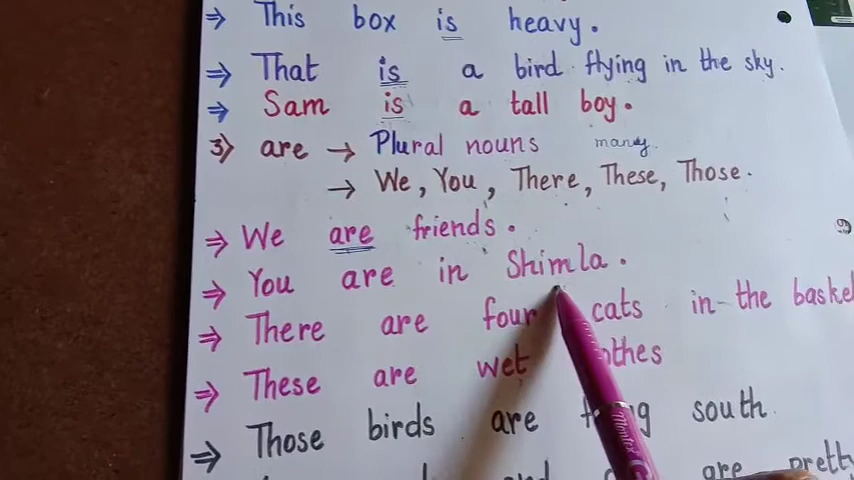 ⇒ This box is heavy.
⇒ That is a bird flying in the sky.
⇒ Sam is a tall boy.
3) are → Plural nouns many
→ We, You, There, These, Those.
⇒ We are friends.
⇒ You are in Shimla.
⇒ There are four cats in the basket
⇒ These are wet
⇒ Those birds are south.
are pretty